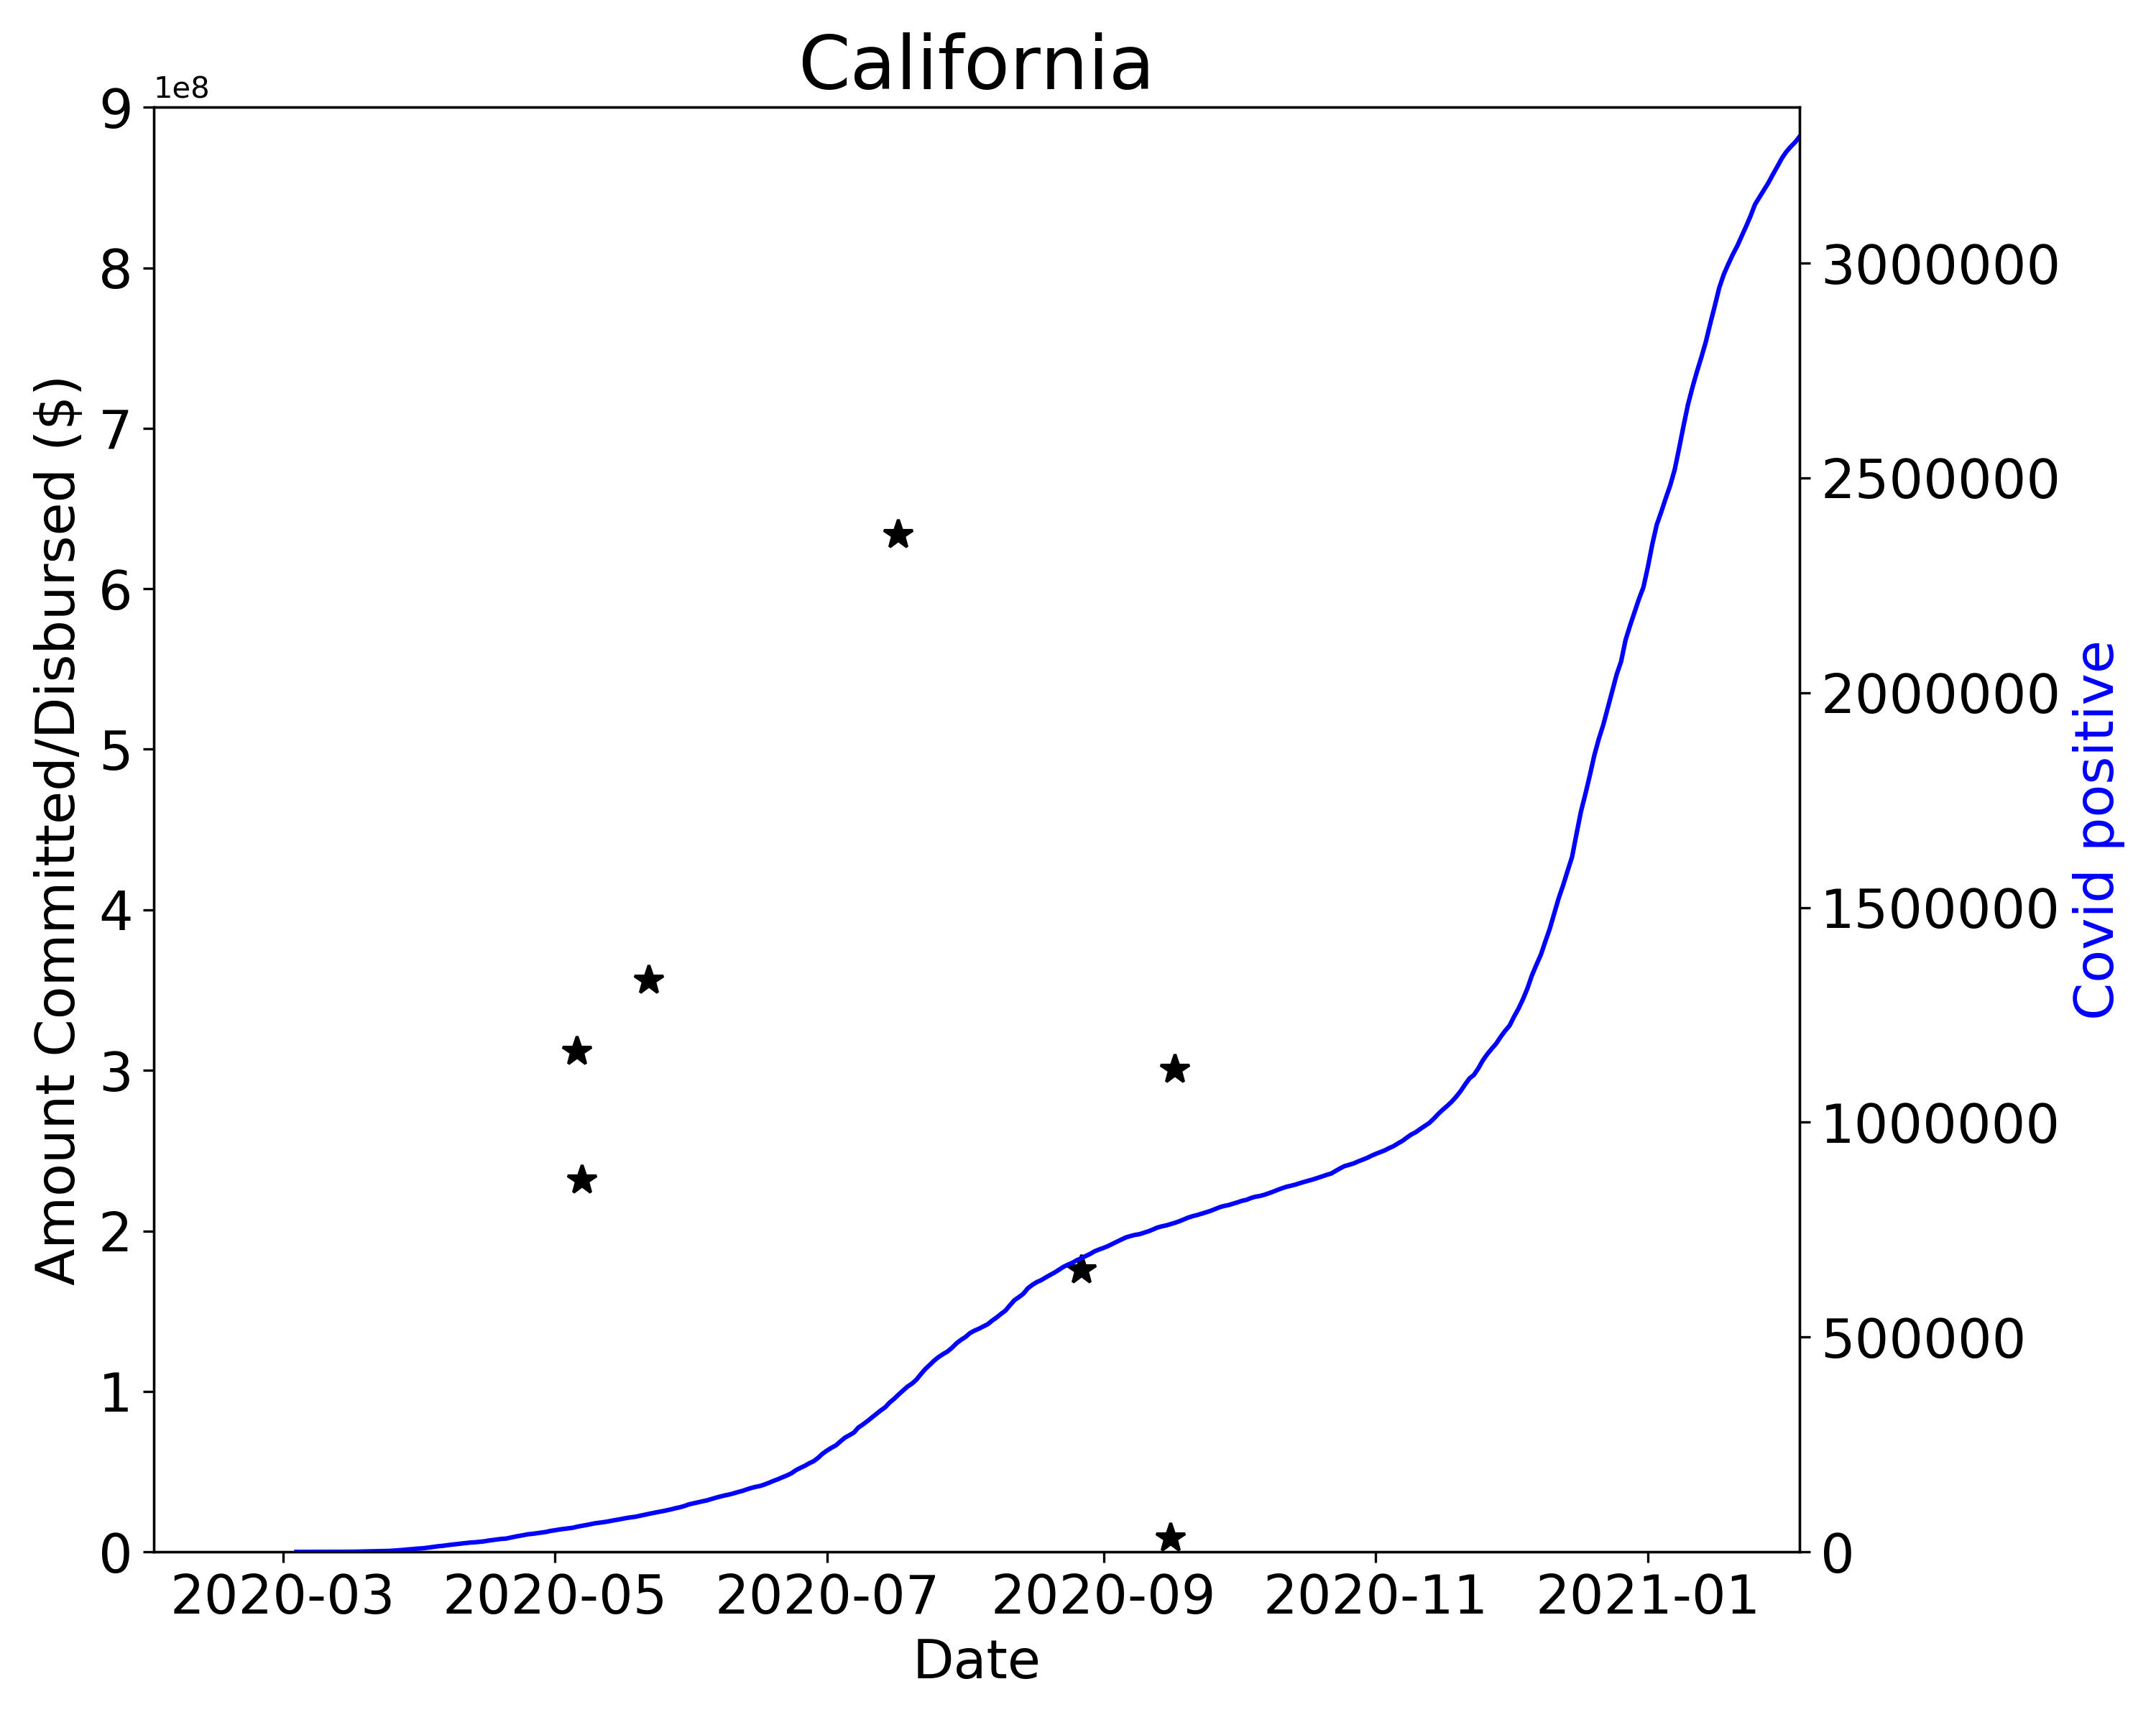 California
1e8
9
8
7
6
5
4
3
2
1
0
Amount Committed/Disbursed ($)
3000000
2500000
2000000
1500000
1000000
500000
0
Covid positive
2020-03 2020-05 2020-07 2020-09 2020-11 2021-01
Date